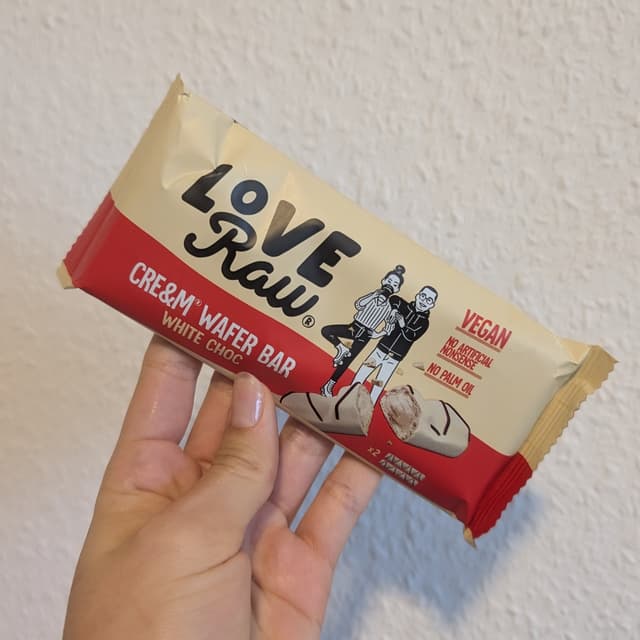 LOVE
Raw®
CRE&M® WAFER BAR
WHITE CHOC
VEGAN
NO ARTIFICIAL
NONSENSE
NO PALM OIL
x2